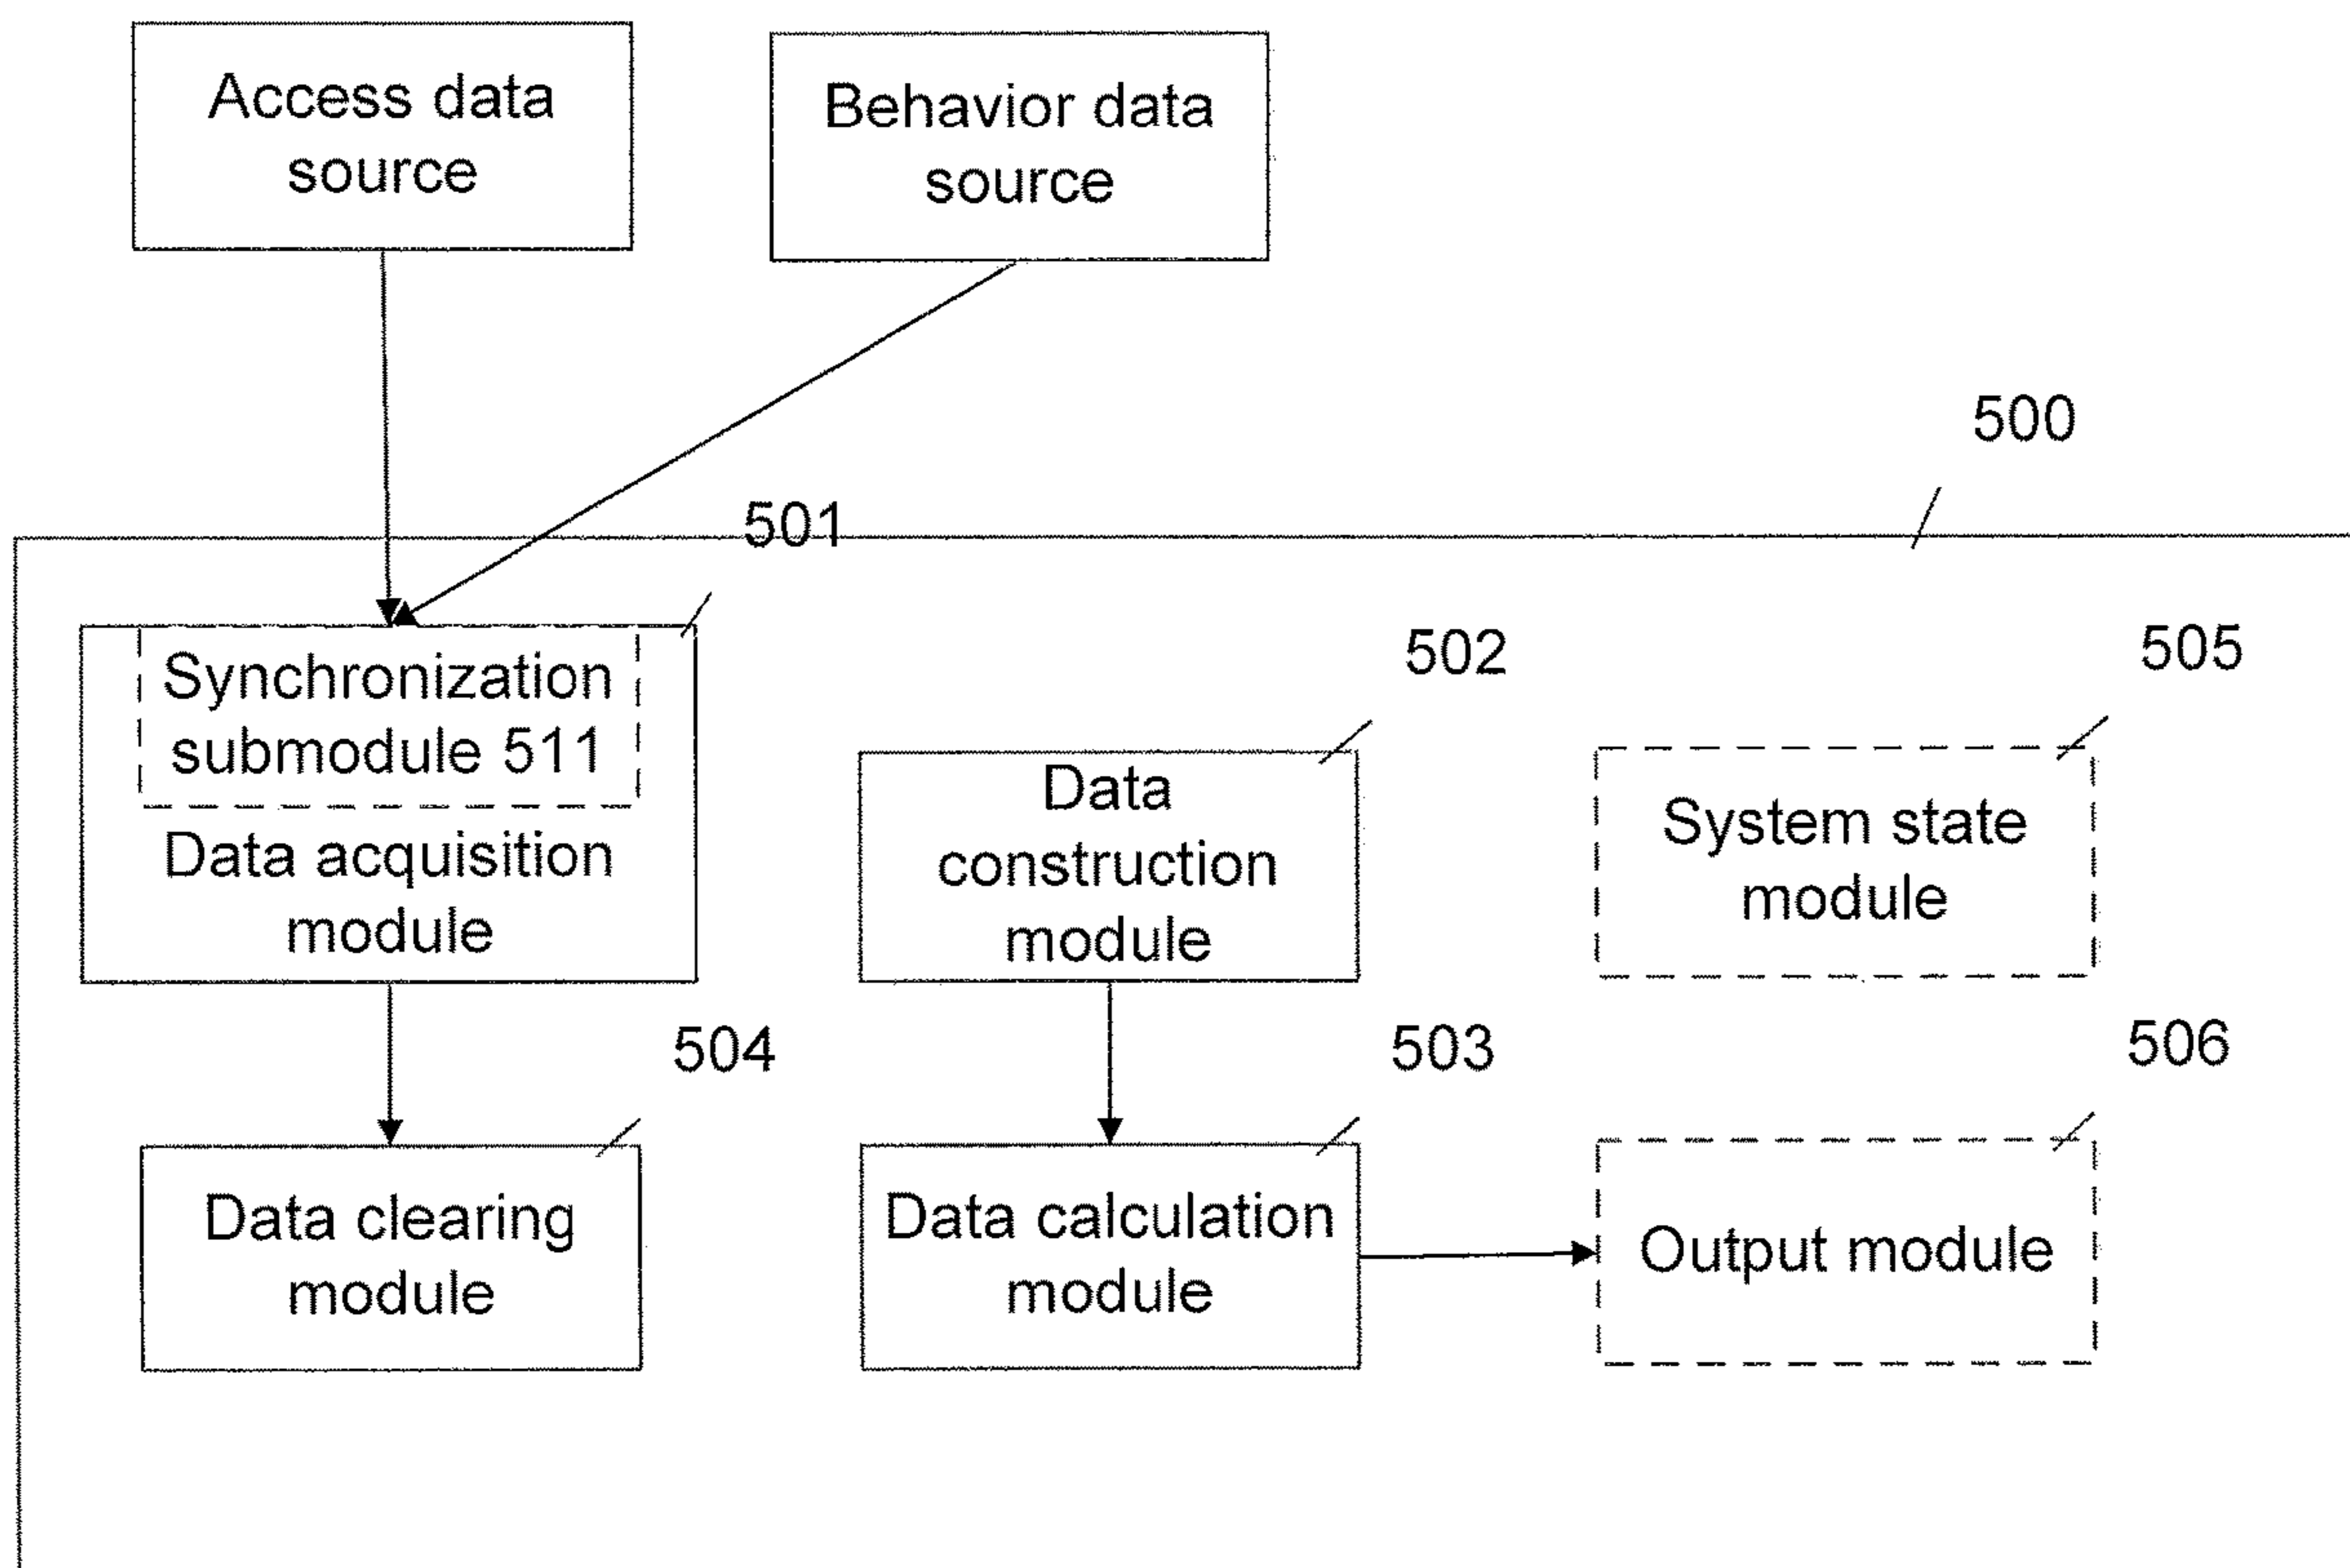 Access data
source
Behavior data
source
500
501
Synchronization
submodule 511
Data acquisition
module
502
Data
construction
module
505
System state
module
504
Data clearing
module
503
Data calculation
module
506
Output module